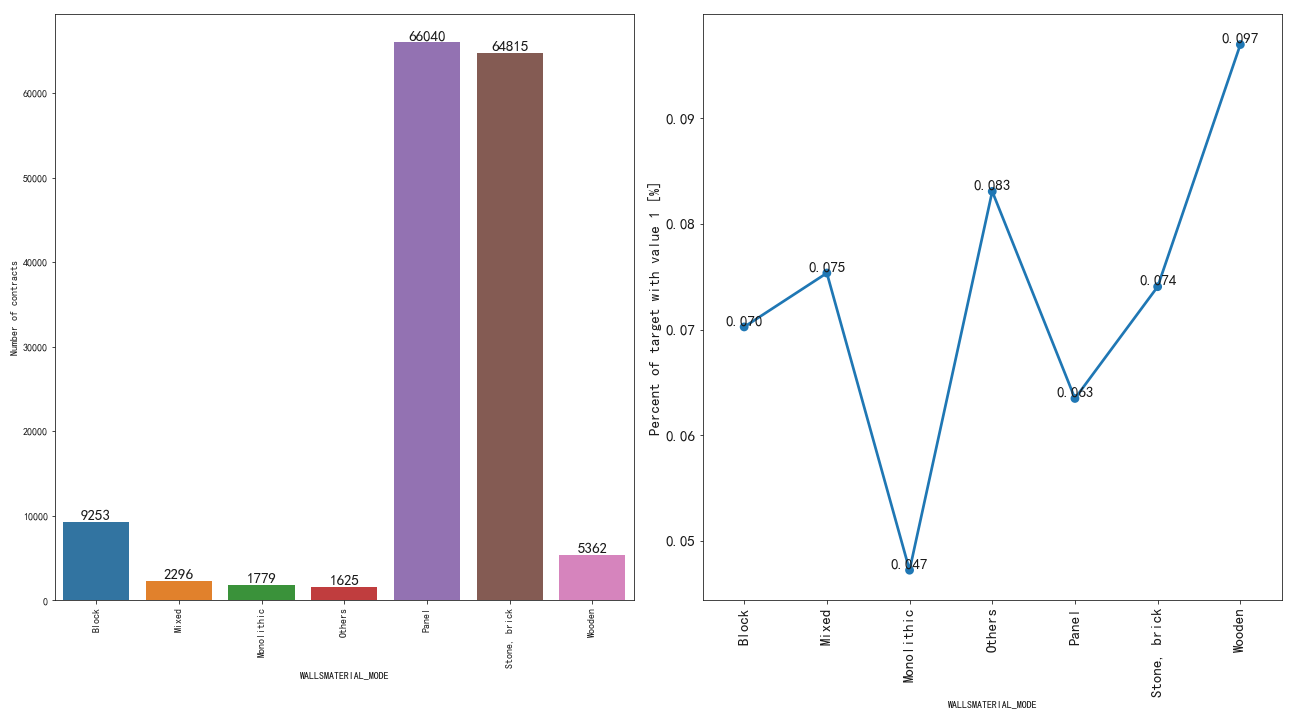 66040
64815
60000
50000
40000
30000
20000
10000
0
9253
2296
1779
1625
5362
Number of contracts
Block
Mixed
Monolithic
Others
Panel
Stone, brick
Wooden
WALLSMATERIAL_MODE
0.097
0.09
0.08
0.07
0.06
0.05
0.083
0.075
0.074
0.070
0.063
0.047
Percent of target with value 1 [%]
Block
Mixed
Monolithic
Others
Panel
Stone, brick
Wooden
WALLSMATERIAL_MODE